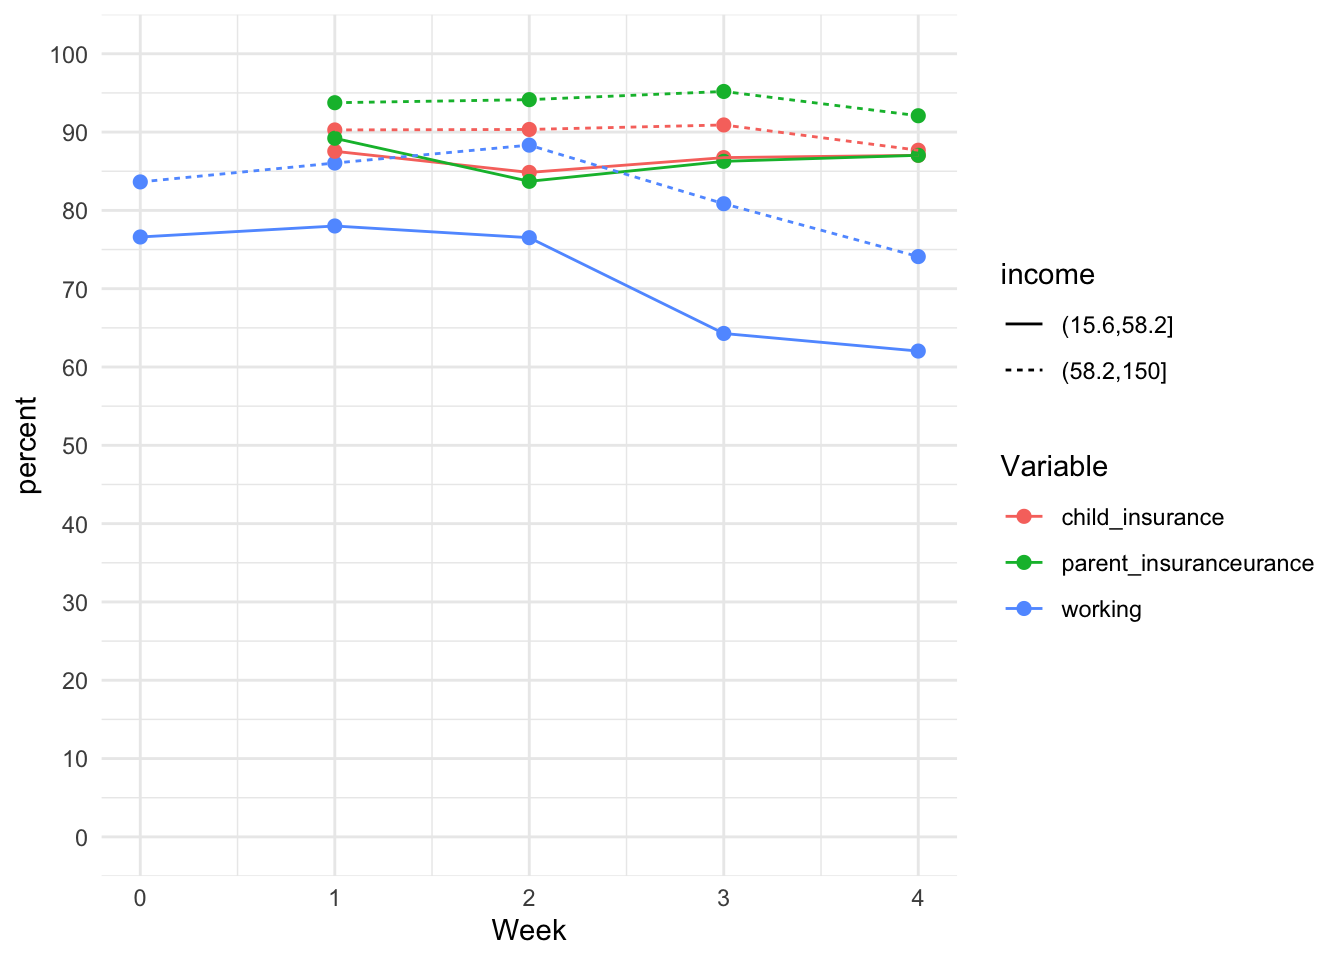 100
90
80
70
60
50
40
30
20
10
0
percent
0 1 2 3 4
Week
income
(15.6,58.2]
(58.2,150]
Variable
child_insurance
parent_insuranceurance
working